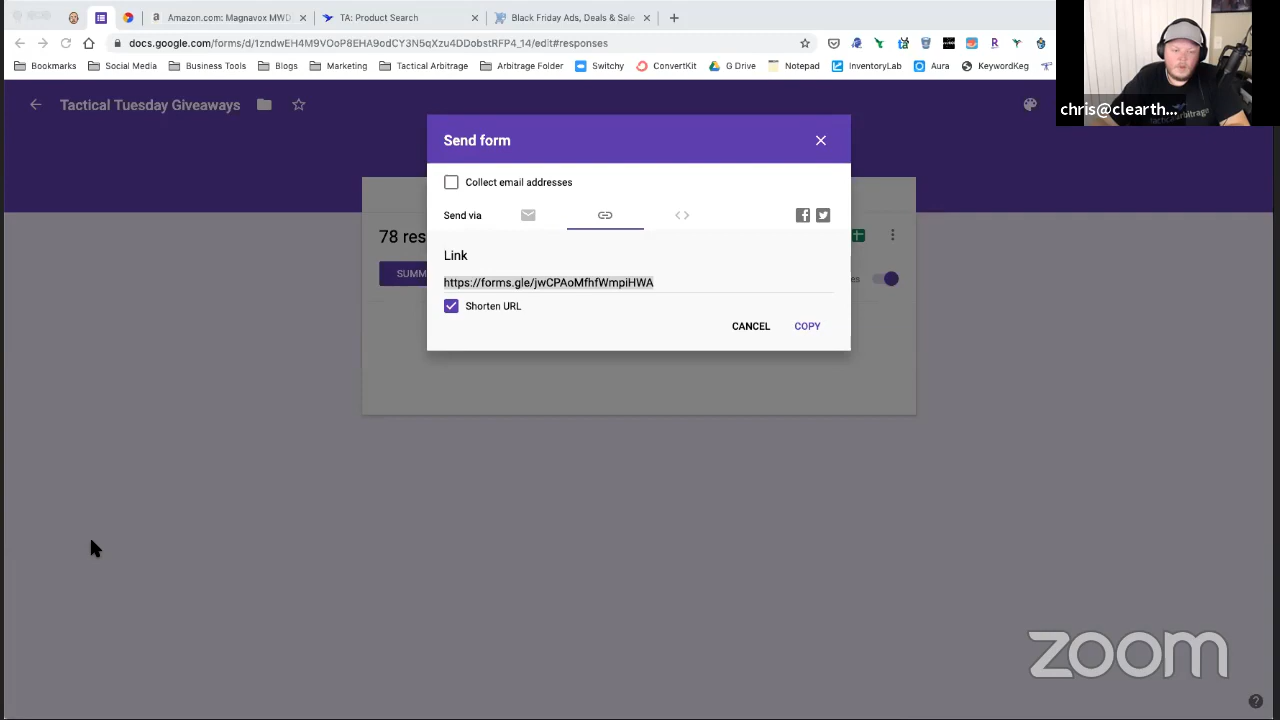 Amazon.com: Magnavox MWD
TA: Product Search
Black Friday Ads, Deals & Sale
docs.google.com/forms/d/1zndwEH4M9VOoP8EHA9odCY3N5qXzu4DDobstRFP4_14/edit#responses
Bookmarks Social Media Business Tools Blogs Marketing Tactical Arbitrage Arbitrage Folder Switchy ConvertKit G Drive Notepad InventoryLab Aura KeywordKeg
chris@clearth...
Tactical Tuesday Giveaways
Send form
Collect email addresses
Send via
78 res
Link
SUMM
es
https://forms.gle/jwCPAoMfhfWmpiHWA
Shorten URL
CANCEL COPY
zoom